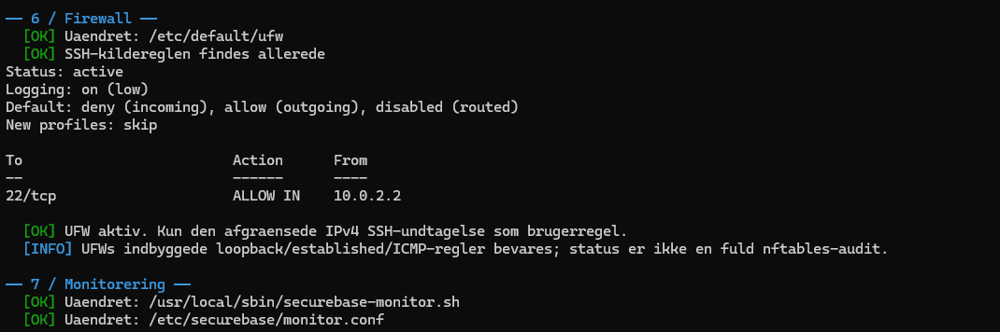 ── 6 / Firewall ──
[OK] Uaendret: /etc/default/ufw
[OK] SSH-kildereglen findes allerede
Status: active
Logging: on (low)
Default: deny (incoming), allow (outgoing), disabled (routed)
New profiles: skip
To                         Action      From
--                         ------      ----
22/tcp                     ALLOW IN    10.0.2.2
[OK] UFW aktiv. Kun den afgraensede IPv4 SSH-undtagelse som brugerregel.
[INFO] UFWs indbyggede loopback/established/ICMP-regler bevares; status er ikke en fuld nftables-audit.
── 7 / Monitorering ──
[OK] Uaendret: /usr/local/sbin/securebase-monitor.sh
[OK] Uaendret: /etc/securebase/monitor.conf